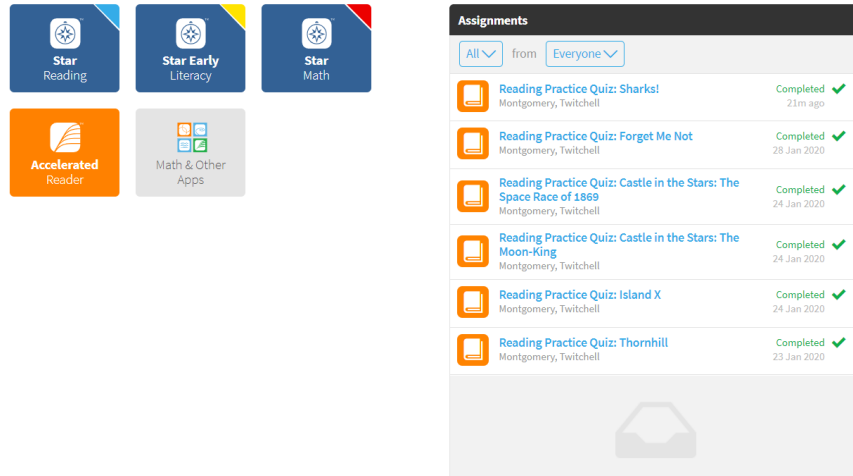 Star
Reading
Star Early
Literacy
Star
Math
Accelerated
Reader
Math & Other
Apps
Assignments
All from Everyone
Reading Practice Quiz: Sharks!
Montgomery, Twitchell
Completed
21m ago
Reading Practice Quiz: Forget Me Not
Montgomery, Twitchell
Completed
28 Jan 2020
Reading Practice Quiz: Castle in the Stars: The
Space Race of 1869
Montgomery, Twitchell
Completed
24 Jan 2020
Reading Practice Quiz: Castle in the Stars: The
Moon-King
Montgomery, Twitchell
Completed
24 Jan 2020
Reading Practice Quiz: Island X
Montgomery, Twitchell
Completed
24 Jan 2020
Reading Practice Quiz: Thornhill
Montgomery, Twitchell
Completed
23 Jan 2020